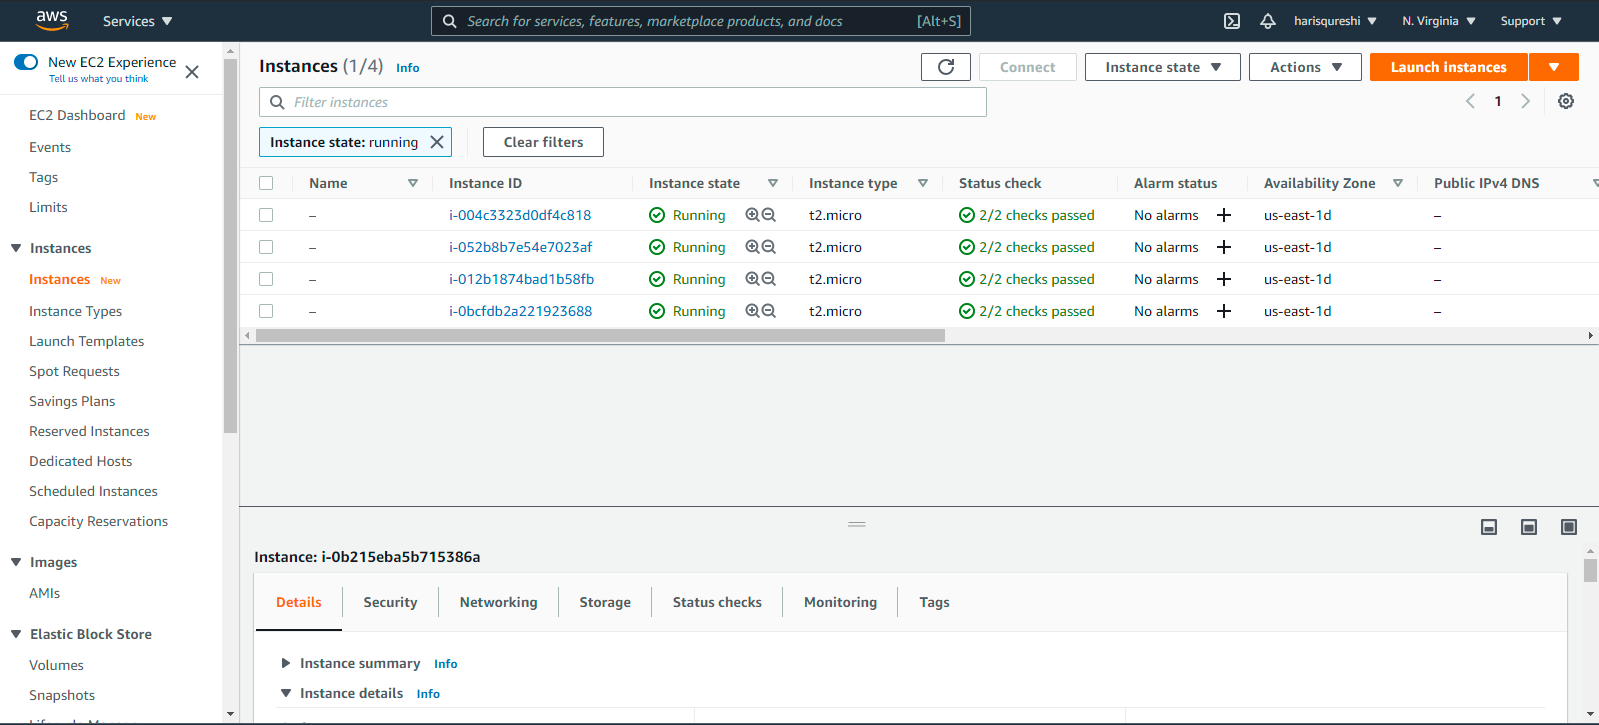 aws Services Search for services, features, marketplace products, and docs [Alt+S] harisqureshi N. Virginia Support
New EC2 Experience
Tell us what you think
EC2 Dashboard New
Events
Tags
Limits
Instances
Instances New
Instance Types
Launch Templates
Spot Requests
Savings Plans
Reserved Instances
Dedicated Hosts
Scheduled Instances
Capacity Reservations
Images
AMIs
Elastic Block Store
Volumes
Snapshots
Instances (1/4) Info Connect Instance state Actions Launch instances
Filter instances 1
Instance state: running Clear filters
Name Instance ID Instance state Instance type Status check Alarm status Availability Zone Public IPv4 DNS
– i-004c3323d0df4c818 Running t2.micro 2/2 checks passed No alarms us-east-1d –
– i-052b8b7e54e7023af Running t2.micro 2/2 checks passed No alarms us-east-1d –
– i-012b1874bad1b58fb Running t2.micro 2/2 checks passed No alarms us-east-1d –
– i-0bcfdb2a221923688 Running t2.micro 2/2 checks passed No alarms us-east-1d –
Instance: i-0b215eba5b715386a
Details Security Networking Storage Status checks Monitoring Tags
Instance summary Info
Instance details Info